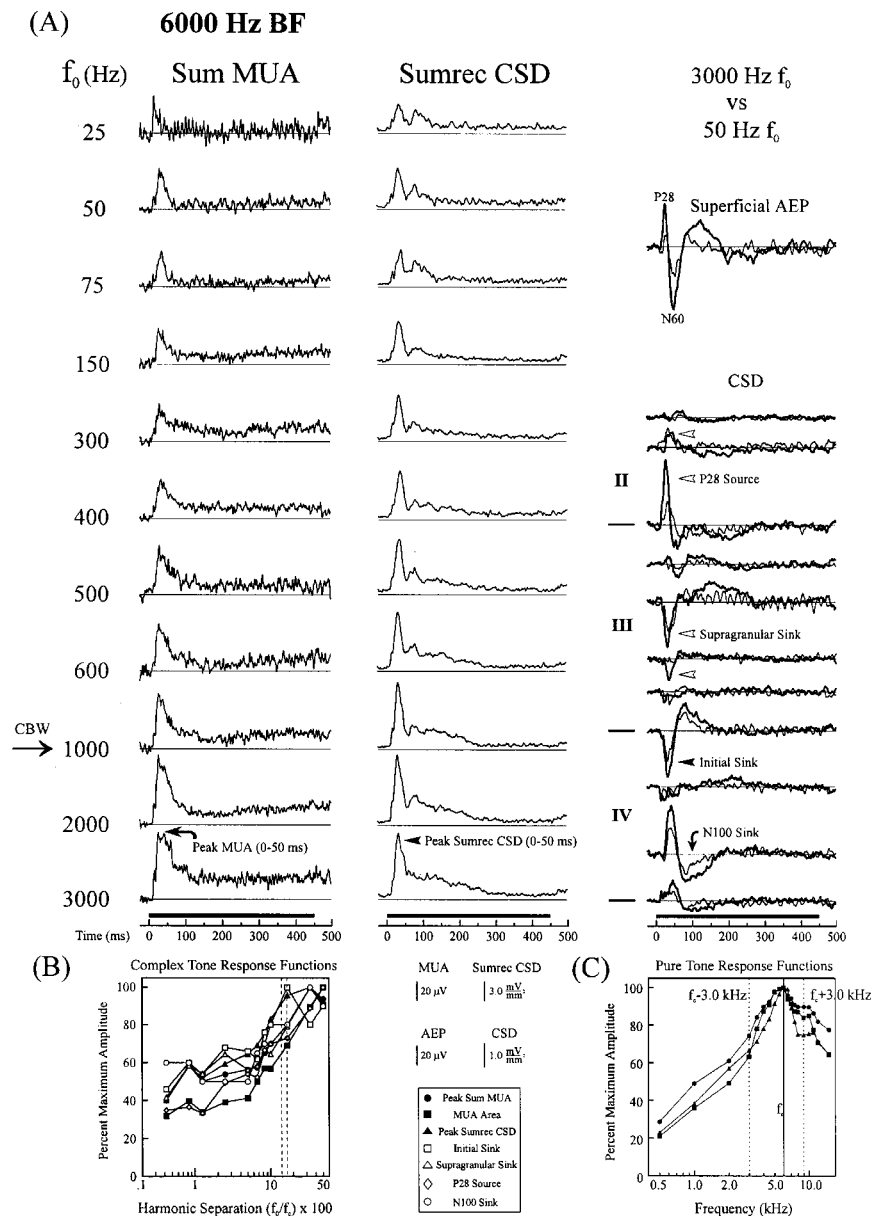 (A) 6000 Hz BF
f₀ (Hz) Sum MUA Sumrec CSD
3000 Hz f₀
vs
50 Hz f₀
25
50
75
150
300
400
500
600
CBW
1000
2000
3000
Peak MUA (0-50 ms)
Peak Sumrec CSD (0-50 ms)
Time (ms) 0 100 200 300 400 500
0 100 200 300 400 500
P28
Superficial AEP
N60
0 100 200 300 400 500
CSD
II
P28 Source
III
Supragranular Sink
Initial Sink
IV
N100 Sink
0 100 200 300 400 500
(B) Complex Tone Response Functions
Percent Maximum Amplitude
100
80
60
40
20
0
.1 1 10 50
Harmonic Separation (f₀/fc) x 100
MUA Sumrec CSD
20 µV 3.0 mV/mm²
AEP CSD
20 µV 1.0 mV/mm²
Peak Sum MUA
MUA Area
Peak Sumrec CSD
Initial Sink
Supragranular Sink
P28 Source
N100 Sink
(C) Pure Tone Response Functions
Percent Maximum Amplitude
100
80
60
40
20
0
fc-3.0 kHz
fc+3.0 kHz
fc
0.5 1.0 2.0 5.0 10.0
Frequency (kHz)